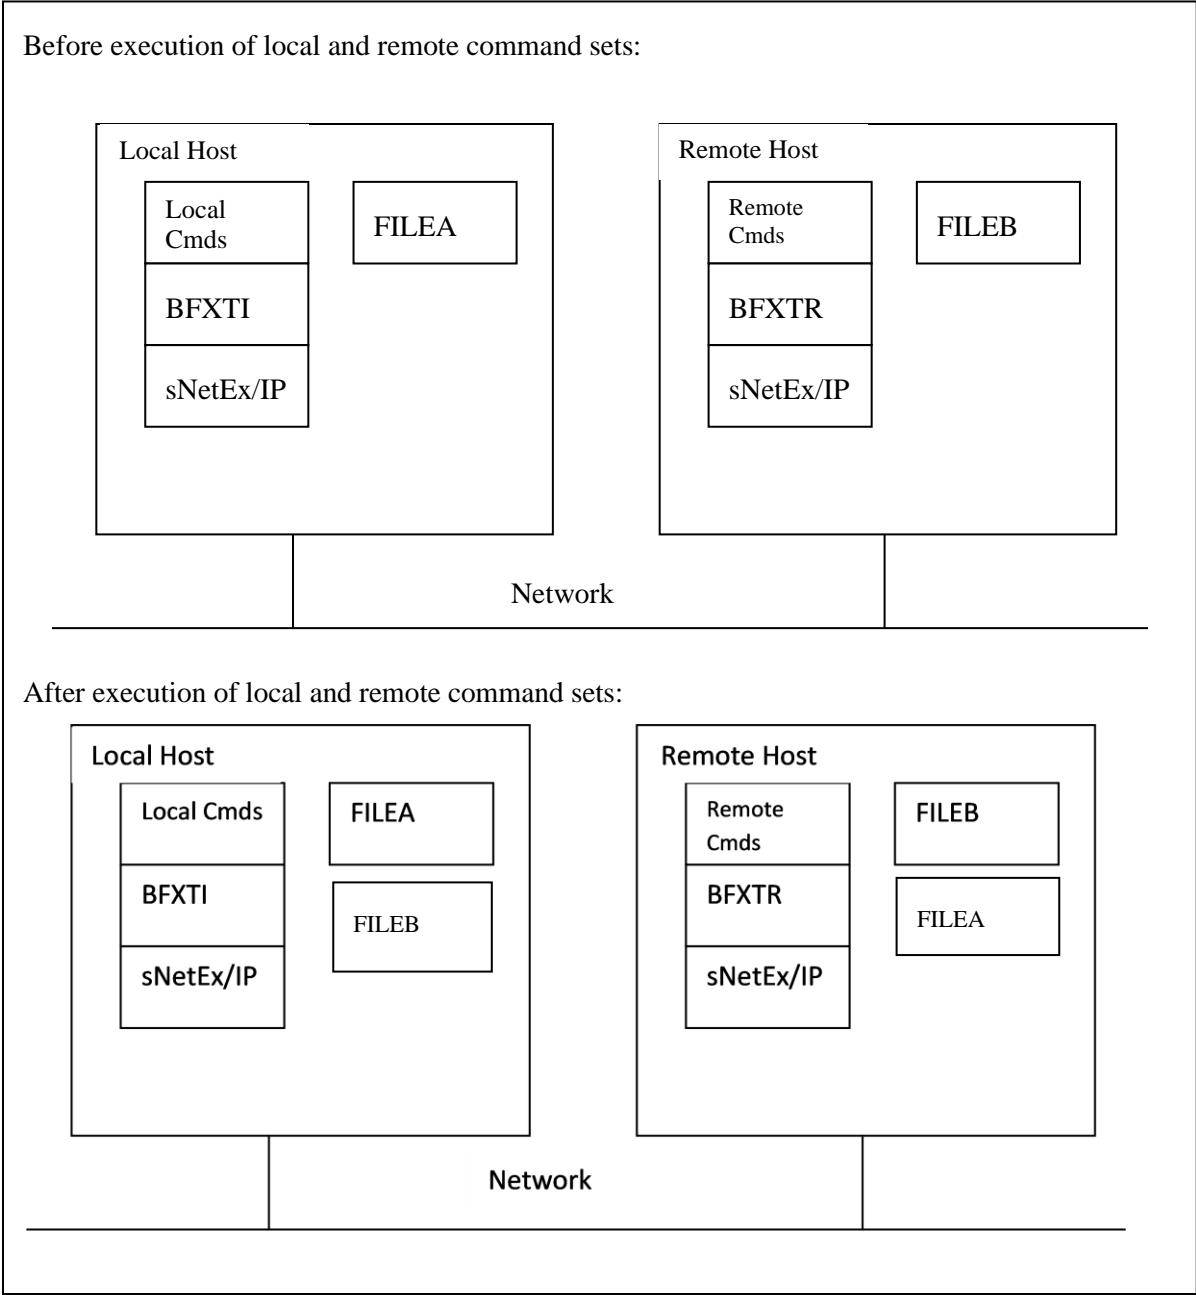 Before execution of local and remote command sets:
Local Host
Local
Cmds
FILEA
BFXTI
sNetEx/IP
Remote Host
Remote
Cmds
FILEB
BFXTR
sNetEx/IP
Network
After execution of local and remote command sets:
Local Host
Local Cmds
FILEA
BFXTI
FILEB
sNetEx/IP
Remote Host
Remote
Cmds
FILEB
BFXTR
FILEA
sNetEx/IP
Network